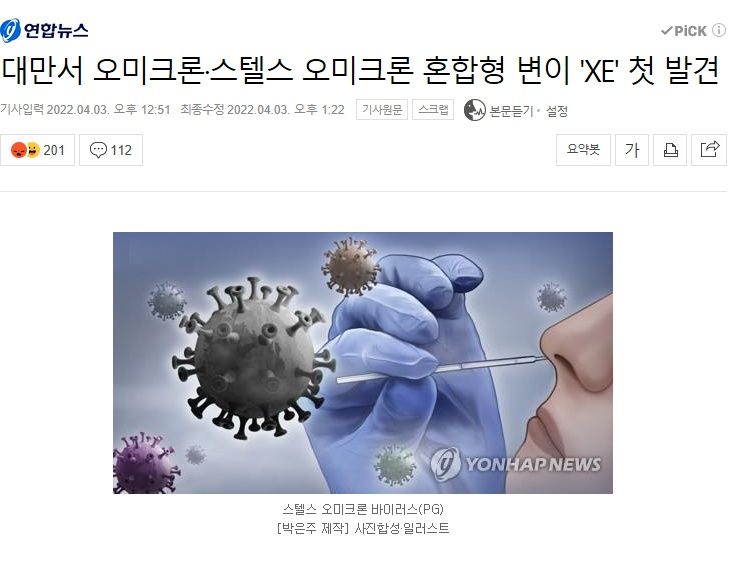 연합뉴스
PiCK
대만서 오미크론·스텔스 오미크론 혼합형 변이 'XE' 첫 발견
기사입력 2022.04.03. 오후 12:51 최종수정 2022.04.03. 오후 1:22 기사원문 스크랩 본문듣기 · 설정
201 112 요약봇 가
YONHAP NEWS
스텔스 오미크론 바이러스(PG)
[박은주 제작] 사진합성·일러스트